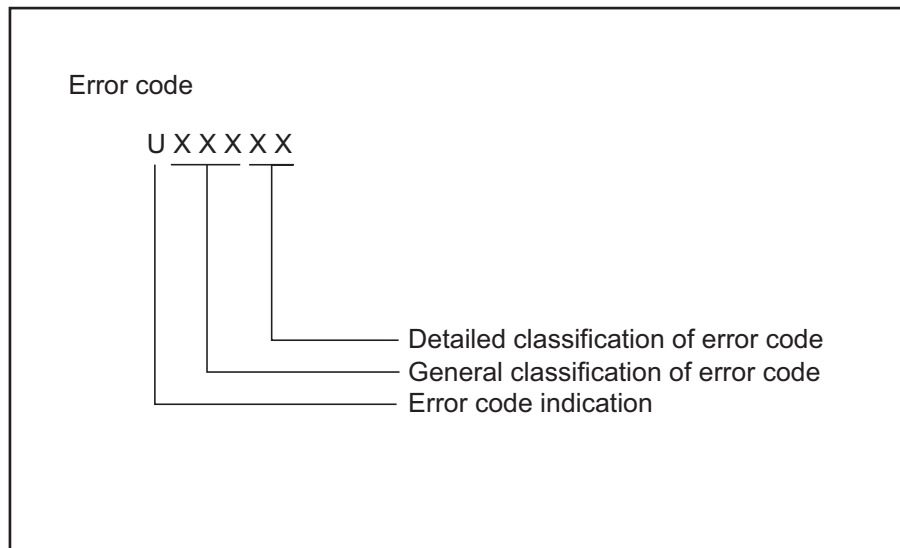 Error code
U X X X X X
Detailed classification of error code
General classification of error code
Error code indication